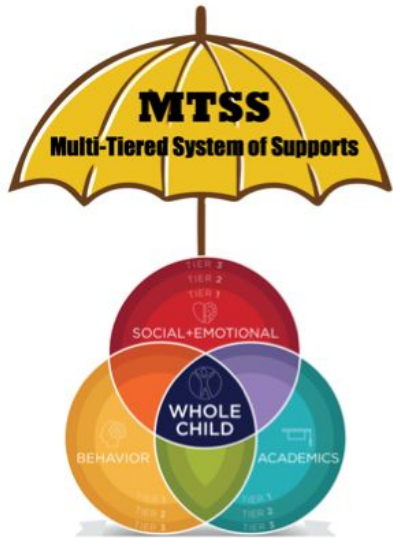 MTSS
Multi-Tiered System of Supports
TIER 3
TIER 2
TIER 1
SOCIAL+EMOTIONAL
WHOLE
CHILD
BEHAVIOR
ACADEMICS
TIER 1
TIER 2
TIER 3
TIER 1
TIER 2
TIER 3